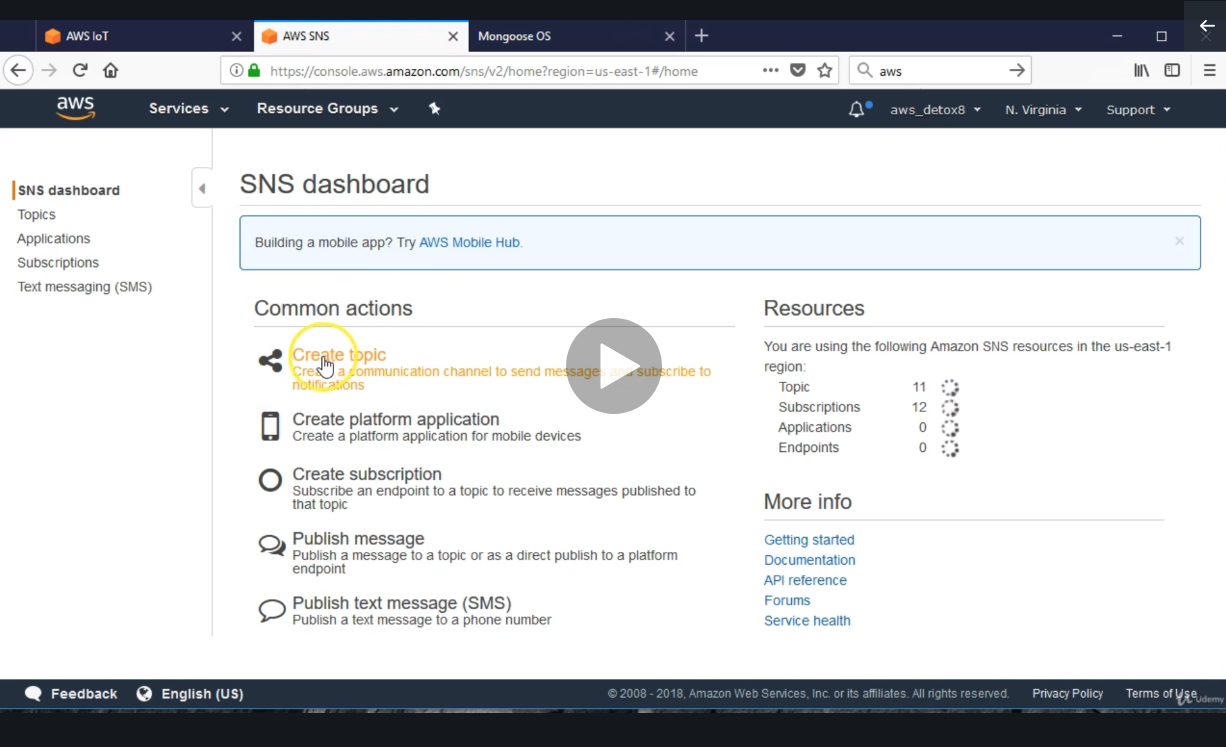 AWS IoT
AWS SNS
Mongoose OS
https://console.aws.amazon.com/sns/v2/home?region=us-east-1#/home
aws
aws
Services
Resource Groups
aws_detox8
N. Virginia
Support
SNS dashboard
Topics
Applications
Subscriptions
Text messaging (SMS)
SNS dashboard
Building a mobile app? Try AWS Mobile Hub.
Common actions
Create topic
Create a communication channel to send messages and subscribe to
notifications
Create platform application
Create a platform application for mobile devices
Create subscription
Subscribe an endpoint to a topic to receive messages published to
that topic
Publish message
Publish a message to a topic or as a direct publish to a platform
endpoint
Publish text message (SMS)
Publish a text message to a phone number
Resources
You are using the following Amazon SNS resources in the us-east-1
region:
Topic 11
Subscriptions 12
Applications 0
Endpoints 0
More info
Getting started
Documentation
API reference
Forums
Service health
Feedback
English (US)
© 2008 - 2018, Amazon Web Services, Inc. or its affiliates. All rights reserved.
Privacy Policy
Terms of Use
Udemy